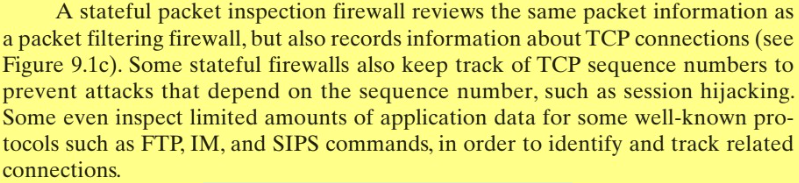 A stateful packet inspection firewall reviews the same packet information as
a packet filtering firewall, but also records information about TCP connections (see
Figure 9.1c). Some stateful firewalls also keep track of TCP sequence numbers to
prevent attacks that depend on the sequence number, such as session hijacking.
Some even inspect limited amounts of application data for some well-known pro-
tocols such as FTP, IM, and SIPS commands, in order to identify and track related
connections.